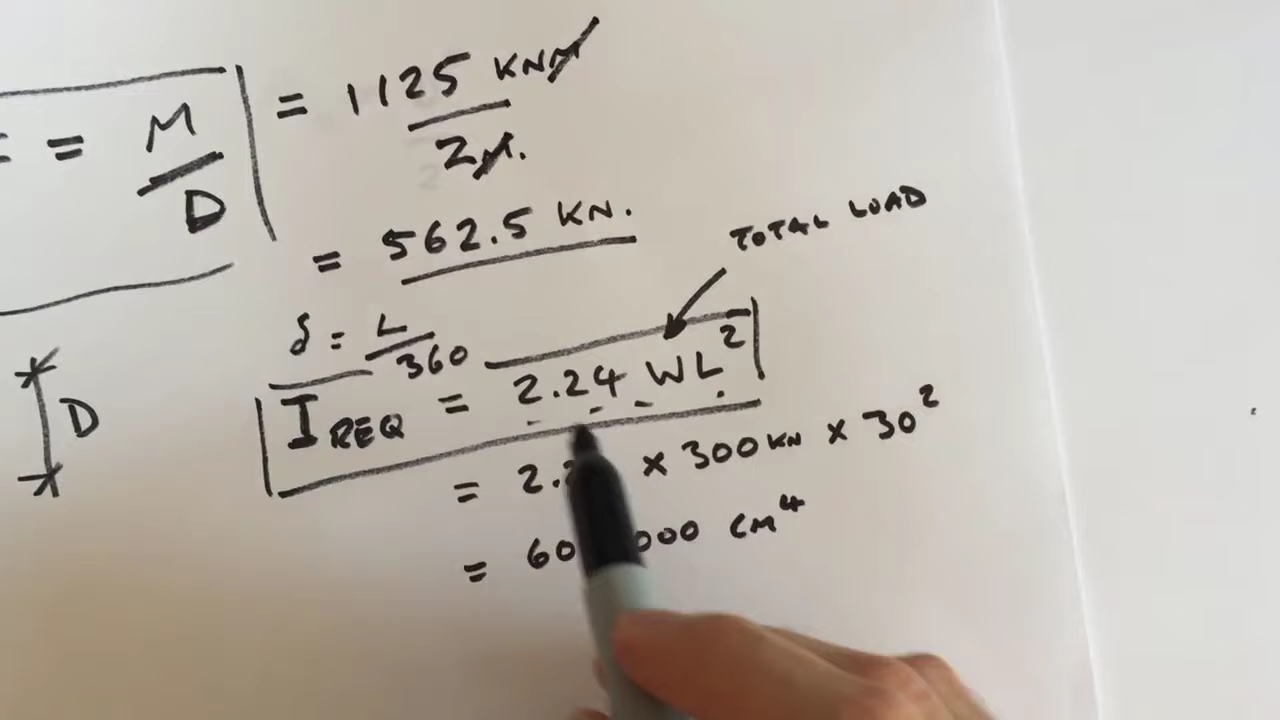 = M/D = 1125 KNM/2M.
= 562.5 KN.
TOTAL LOAD
δ = L/360
I REQ = 2.24 WL²
D
= 2.2 x 300 KN x 30²
= 60 000 CM⁴